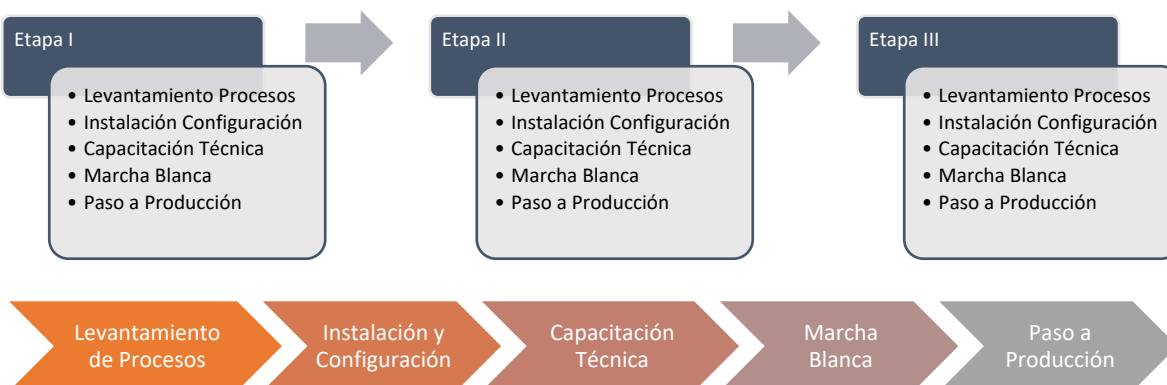 Etapa I
• Levantamiento Procesos
• Instalación Configuración
• Capacitación Técnica
• Marcha Blanca
• Paso a Producción
Etapa II
• Levantamiento Procesos
• Instalación Configuración
• Capacitación Técnica
• Marcha Blanca
• Paso a Producción
Etapa III
• Levantamiento Procesos
• Instalación Configuración
• Capacitación Técnica
• Marcha Blanca
• Paso a Producción
Levantamiento
de Procesos
Instalación y
Configuración
Capacitación
Técnica
Marcha
Blanca
Paso a
Producción